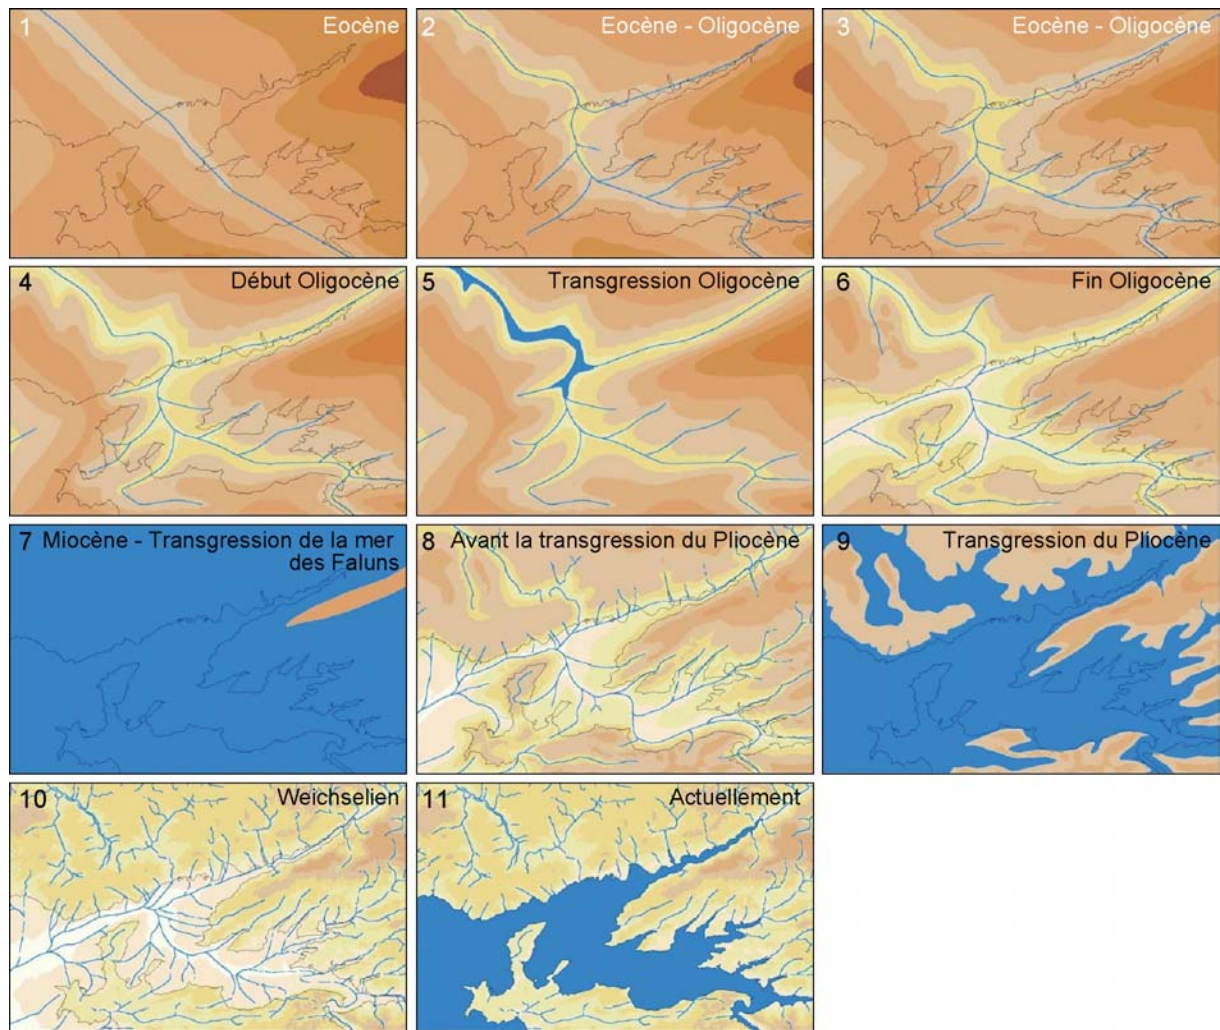 1 Eocène
2 Eocène - Oligocène
3 Eocène - Oligocène
4 Début Oligocène
5 Transgression Oligocène
6 Fin Oligocène
7 Miocène - Transgression de la mer
des Faluns
8 Avant la transgression du Pliocène
9 Transgression du Pliocène
10 Weichselien
11 Actuellement